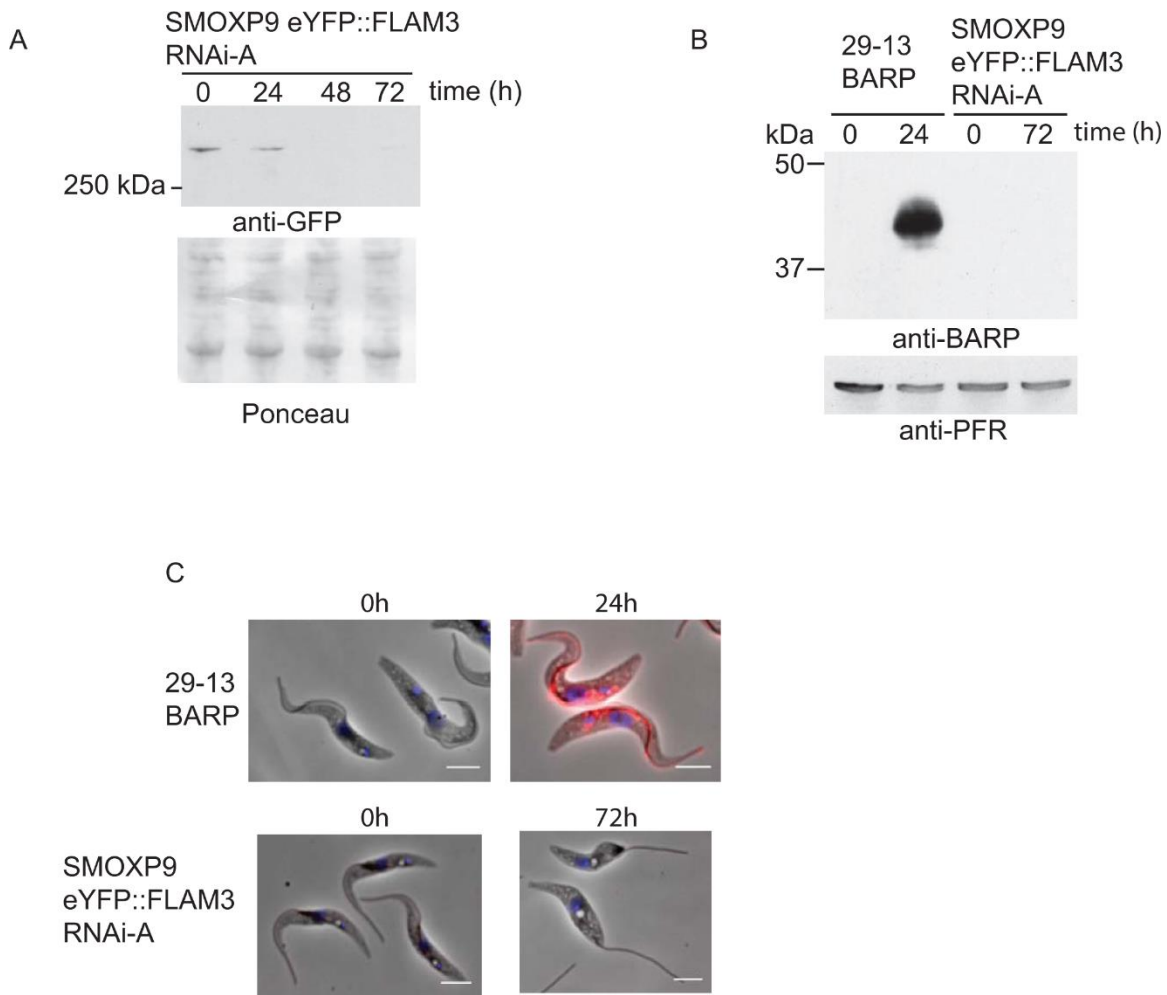 A
SMOXP9 eYFP::FLAM3
RNAi-A
0 24 48 72 time (h)
250 kDa
anti-GFP
Ponceau
B
29-13
BARP
SMOXP9
eYFP::FLAM3
RNAi-A
kDa 0 24 0 72 time (h)
50
37
anti-BARP
anti-PFR
C
0h 24h
29-13
BARP
0h 72h
SMOXP9
eYFP::FLAM3
RNAi-A